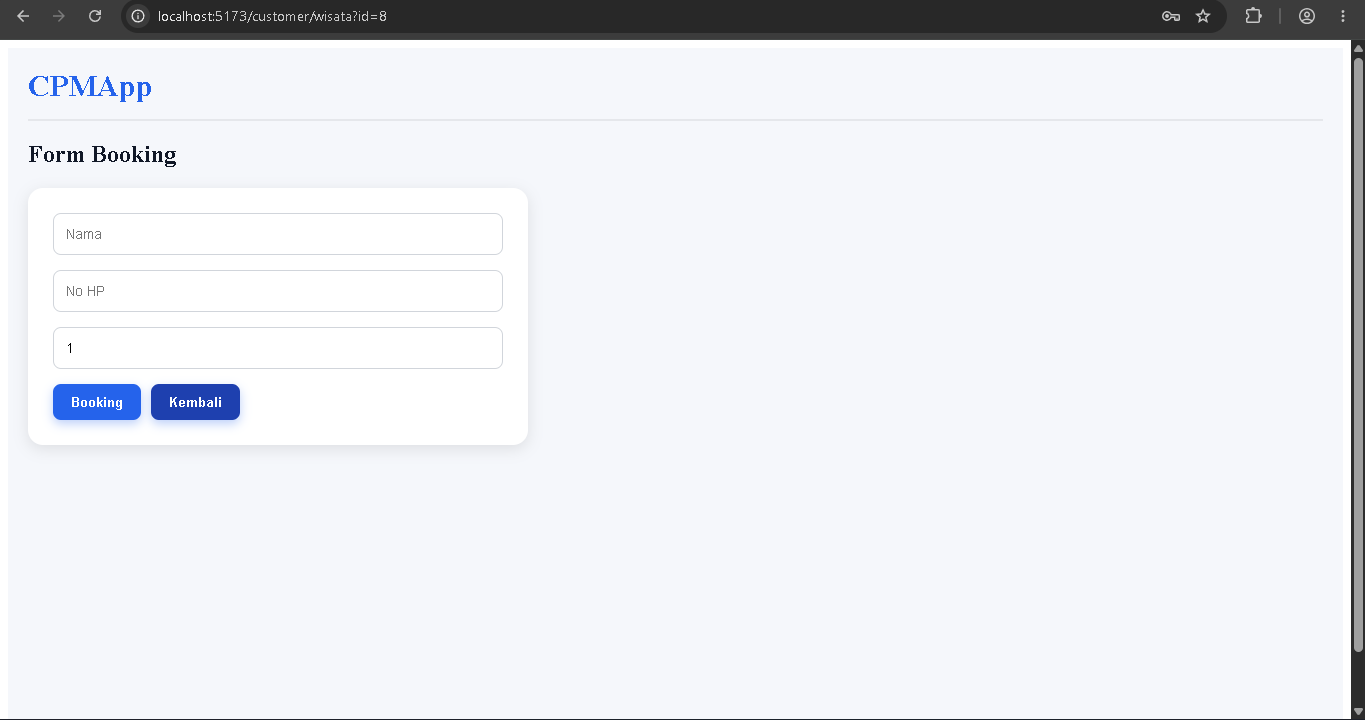 localhost:5173/customer/wisata?id=8
CPMApp
Form Booking
Nama
No HP
1
Booking Kembali